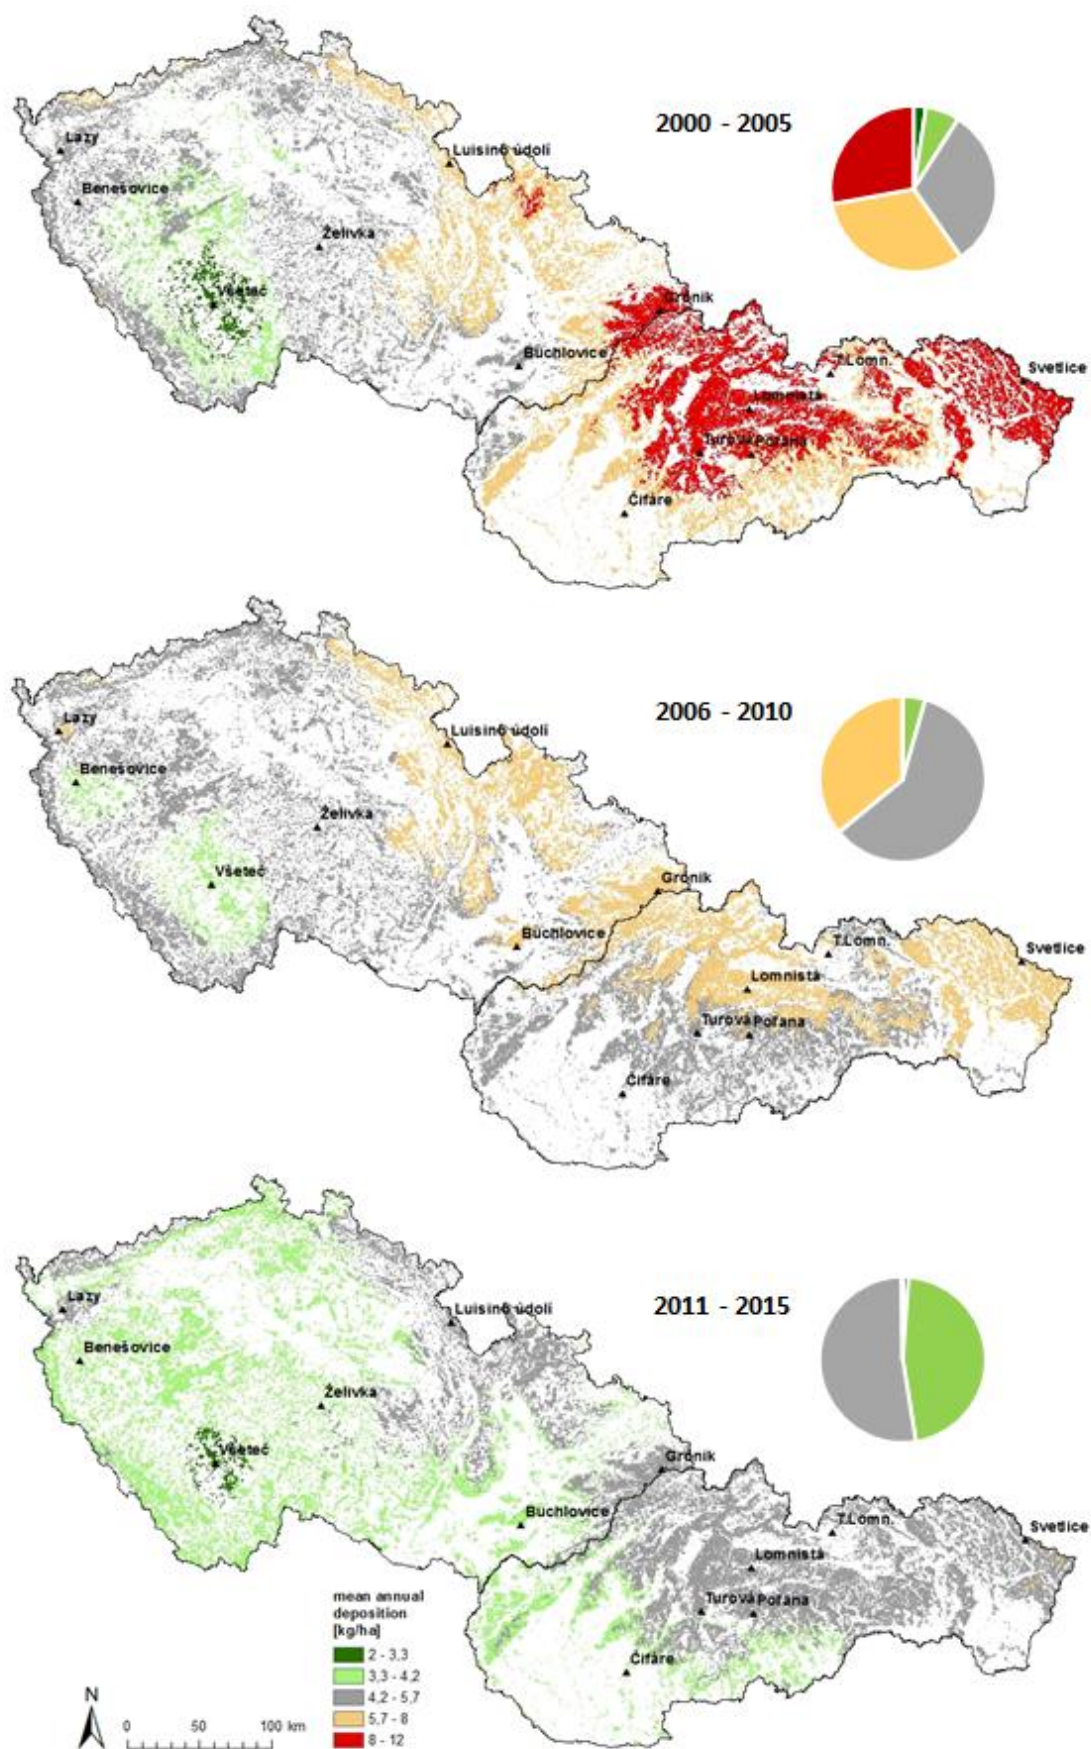 2000 - 2005
Lazy
Luisino údolí
Benešovice
Želivka
Všeteč
Gronik
Buchlovice
T.Lomn.
Svetlice
Lomnistá
Turová Poľana
Čifáre
2006 - 2010
Lazy
Luisino údolí
Benešovice
Želivka
Všeteč
Gronik
Buchlovice
T.Lomn.
Svetlice
Lomnistá
Turová Poľana
Čifáre
2011 - 2015
Lazy
Luisino údolí
Benešovice
Želivka
Všeteč
Gronik
Buchlovice
T.Lomn.
Svetlice
Lomnistá
Turová Poľana
Čifáre
mean annual
deposition
[kg/ha]
2 - 3,3
3,3 - 4,2
4,2 - 5,7
5,7 - 8
8 - 12
N
0 50 100 km